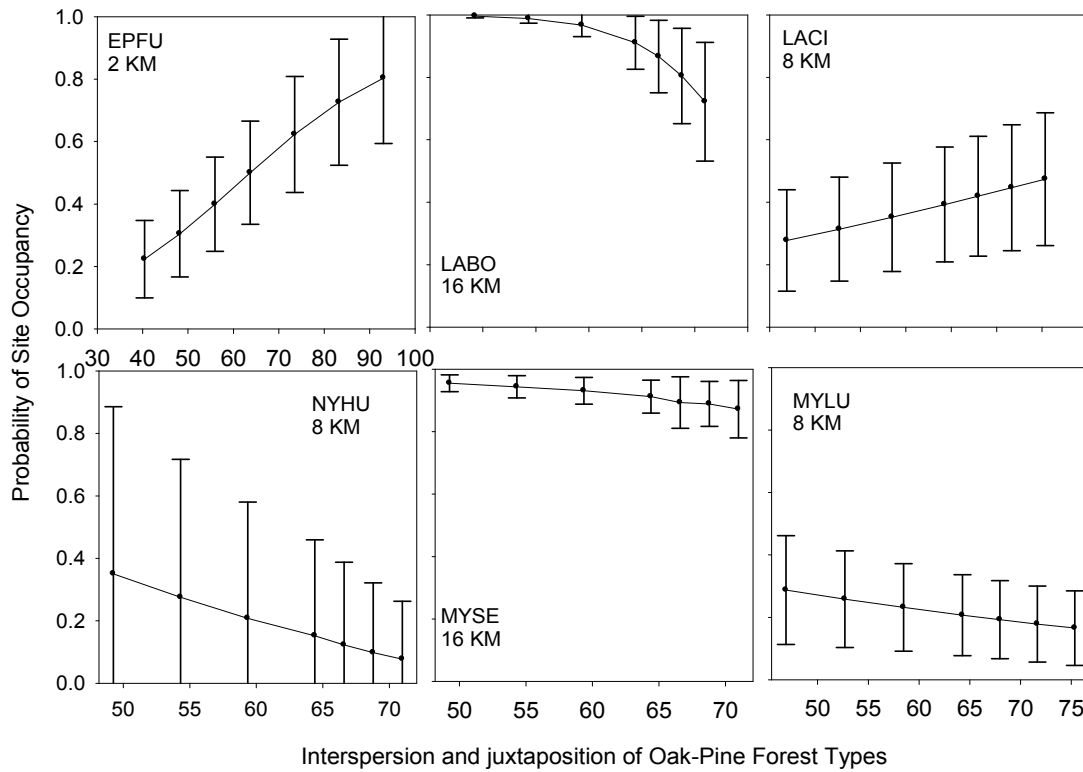 Probability of Site Occupancy
1.0
0.8
0.6
0.4
0.2
0.0
EPFU
2 KM
30 40 50 60 70 80 90 100
LABO
16 KM
LACI
8 KM
1.0
0.8
0.6
0.4
0.2
0.0
NYHU
8 KM
50 55 60 65 70
MYSE
16 KM
50 55 60 65 70
MYLU
8 KM
50 55 60 65 70 75
Interspersion and juxtaposition of Oak-Pine Forest Types